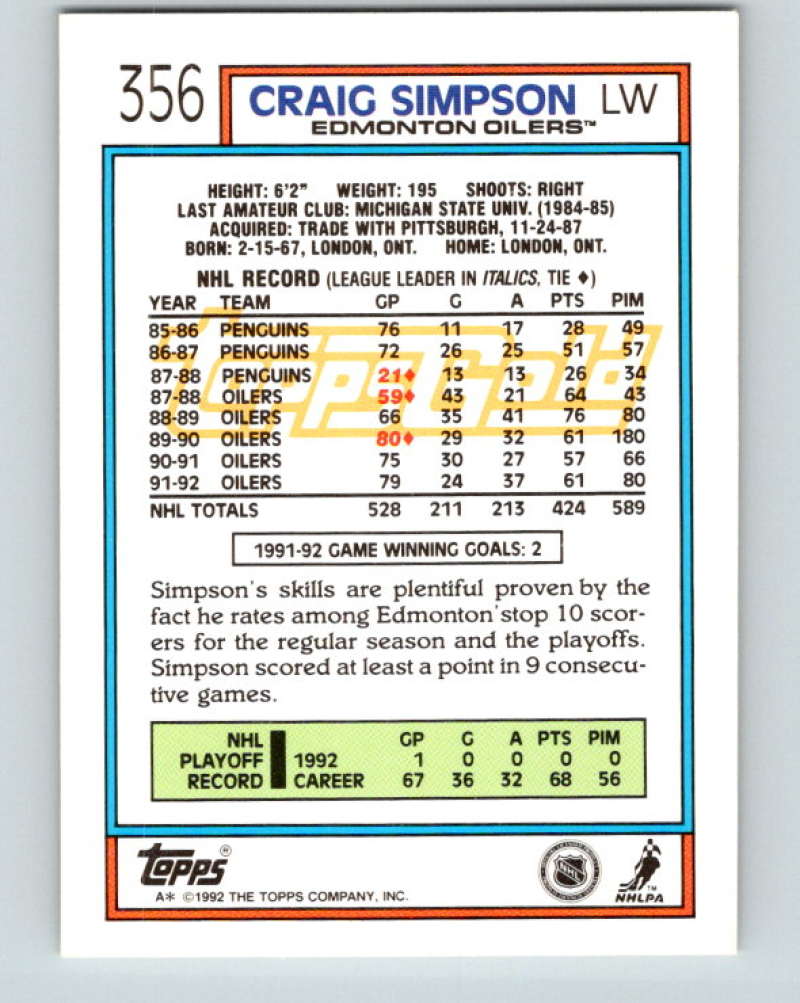 356 CRAIG SIMPSON LW
EDMONTON OILERS™
HEIGHT: 6'2" WEIGHT: 195 SHOOTS: RIGHT
LAST AMATEUR CLUB: MICHIGAN STATE UNIV. (1984-85)
ACQUIRED: TRADE WITH PITTSBURGH, 11-24-87
BORN: 2-15-67, LONDON, ONT. HOME: LONDON, ONT.
NHL RECORD (LEAGUE LEADER IN ITALICS, TIE ♦)
YEAR TEAM GP G A PTS PIM
85-86 PENGUINS 76 11 17 28 49
86-87 PENGUINS 72 26 25 51 57
87-88 PENGUINS 21♦ 13 13 26 34
87-88 OILERS 59♦ 43 21 64 43
88-89 OILERS 66 35 41 76 80
89-90 OILERS 80♦ 29 32 61 180
90-91 OILERS 75 30 27 57 66
91-92 OILERS 79 24 37 61 80
NHL TOTALS 528 211 213 424 589
ToppsGold
1991-92 GAME WINNING GOALS: 2
Simpson's skills are plentiful proven by the
fact he rates among Edmonton'stop 10 scor-
ers for the regular season and the playoffs.
Simpson scored at least a point in 9 consecu-
tive games.
NHL GP G A PTS PIM
PLAYOFF 1992 1 0 0 0 0
RECORD CAREER 67 36 32 68 56
TOPPS®
A* ©1992 THE TOPPS COMPANY, INC.
NHL
™
NHLPA